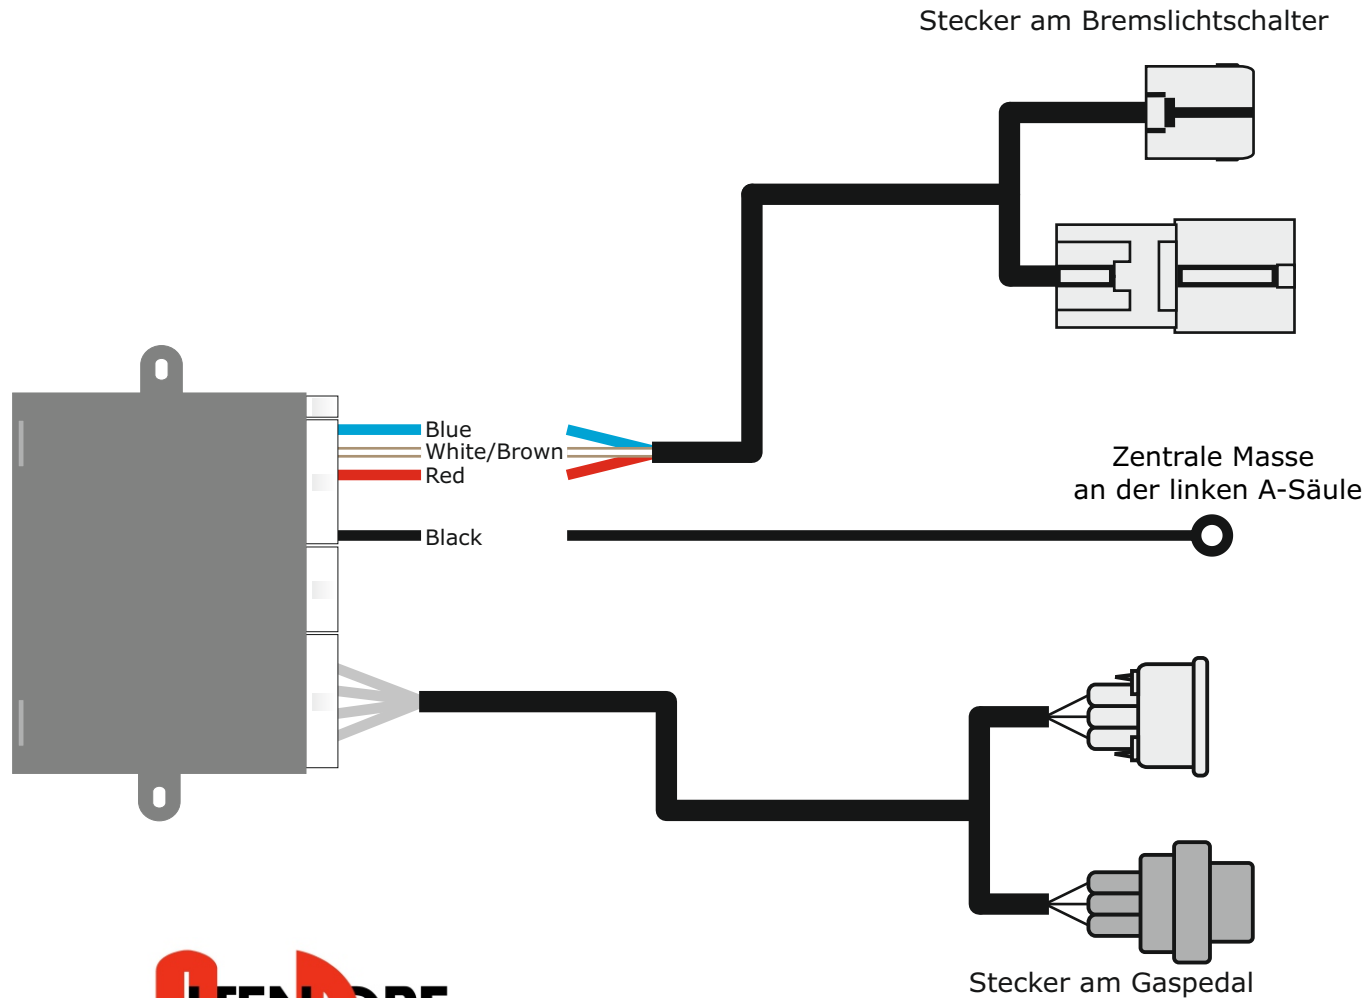 Stecker am Bremslichtschalter
Blue
White/Brown
Red
Black
Zentrale Masse
an der linken A-Säule
Stecker am Gaspedal